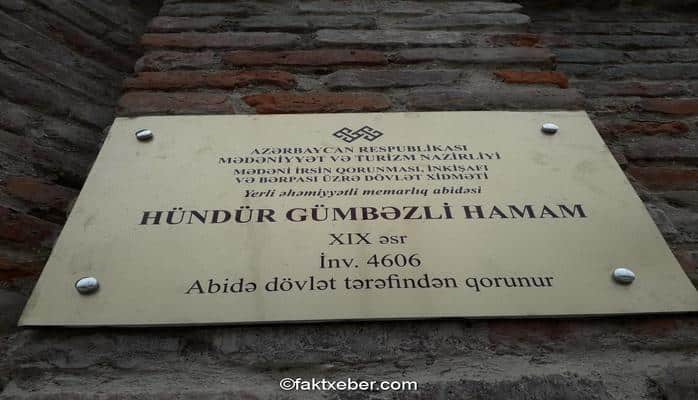 AZƏRBAYCAN RESPUBLİKASI
MƏDƏNİYYƏT VƏ TURİZM NAZİRLİYİ
MƏDƏNİ İRSİN QORUNMASI, İNKİŞAFI
VƏ BƏRPASI ÜZRƏ DÖVLƏT XİDMƏTİ
Yerli əhəmiyyətli memarlıq abidəsi
HÜNDÜR GÜMBƏZLİ HAMAM
XIX əsr
İnv. 4606
Abidə dövlət tərəfindən qorunur
©faktxeber.com